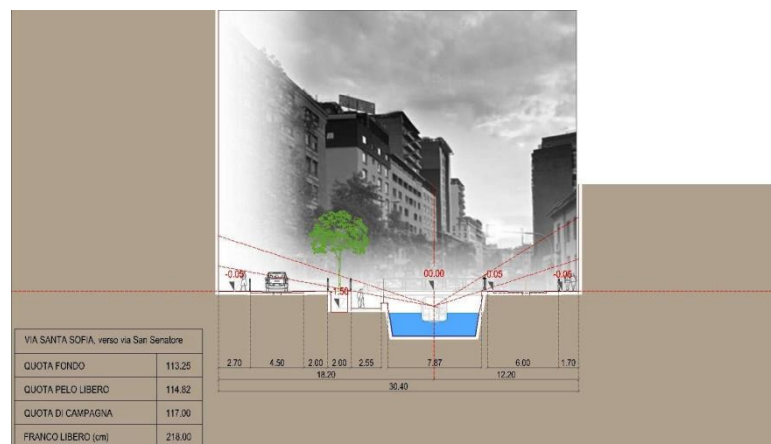 -0.05
00.00
-0.05
-0.05
-1.50
VIA SANTA SOFIA, verso via San Senatore
QUOTA FONDO 113.25
QUOTA PELO LIBERO 114.82
QUOTA DI CAMPAGNA 117.00
FRANCO LIBERO (cm) 218.00
2.70 4.50 2.00 2.00 2.55 7.87 6.00 1.70
18.20 12.20
30.40